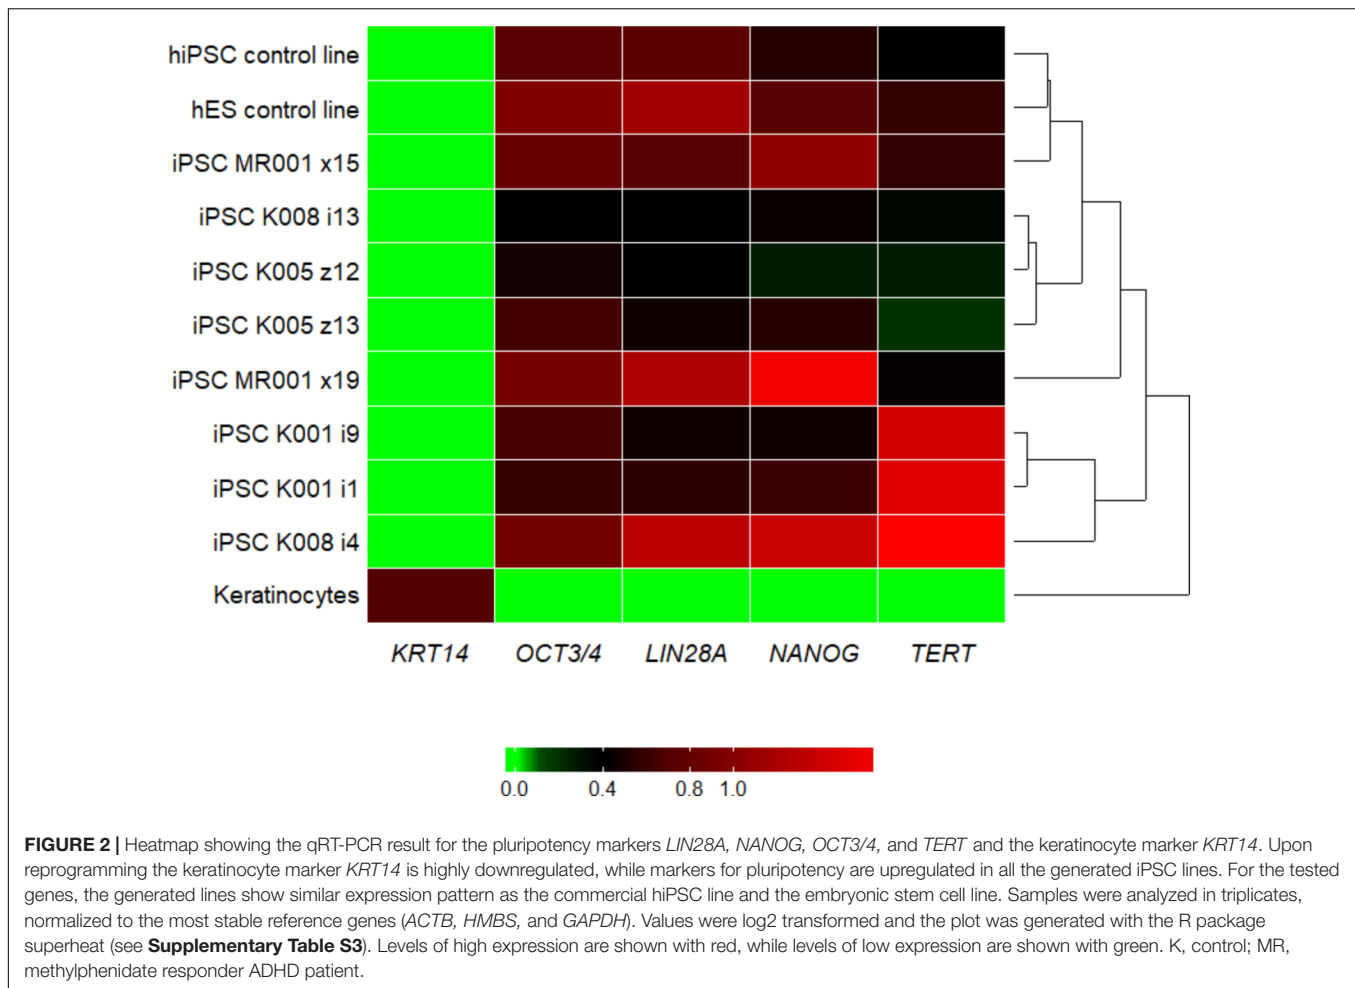 hiPSC control line
hES control line
iPSC MR001 x15
iPSC K008 i13
iPSC K005 z12
iPSC K005 z13
iPSC MR001 x19
iPSC K001 i9
iPSC K001 i1
iPSC K008 i4
Keratinocytes
KRT14 OCT3/4 LIN28A NANOG TERT
0.0 0.4 0.8 1.0
FIGURE 2 | Heatmap showing the qRT-PCR result for the pluripotency markers LIN28A, NANOG, OCT3/4, and TERT and the keratinocyte marker KRT14. Upon
reprogramming the keratinocyte marker KRT14 is highly downregulated, while markers for pluripotency are upregulated in all the generated iPSC lines. For the tested
genes, the generated lines show similar expression pattern as the commercial hiPSC line and the embryonic stem cell line. Samples were analyzed in triplicates,
normalized to the most stable reference genes (ACTB, HMBS, and GAPDH). Values were log2 transformed and the plot was generated with the R package
superheat (see Supplementary Table S3). Levels of high expression are shown with red, while levels of low expression are shown with green. K, control; MR,
methylphenidate responder ADHD patient.